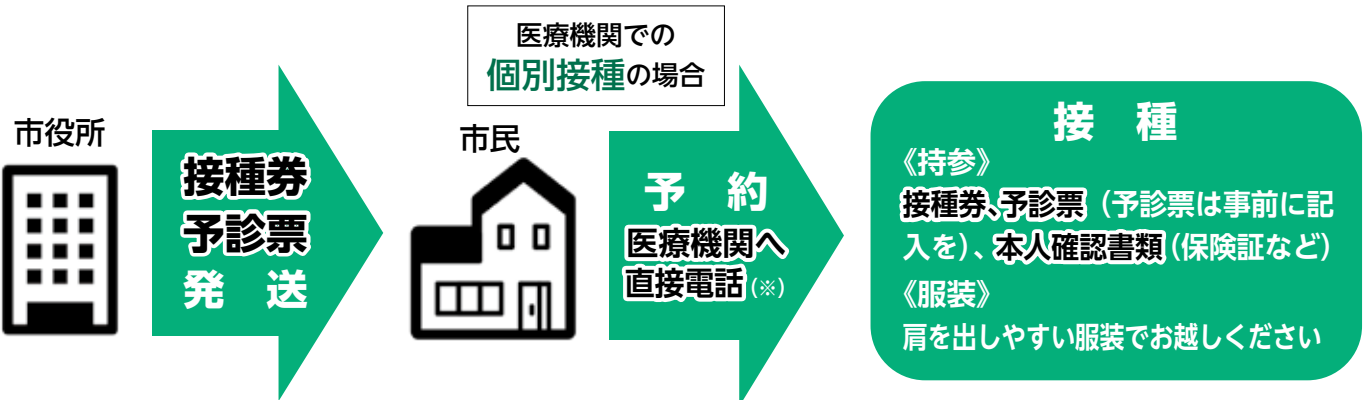 医療機関での
個別接種の場合
市役所
接種券
予診票
発　送
市民
予　約
医療機関へ
直接電話(※)
接　種
《持参》
接種券、予診票（予診票は事前に記
入を）、本人確認書類(保険証など)
《服装》
肩を出しやすい服装でお越しください